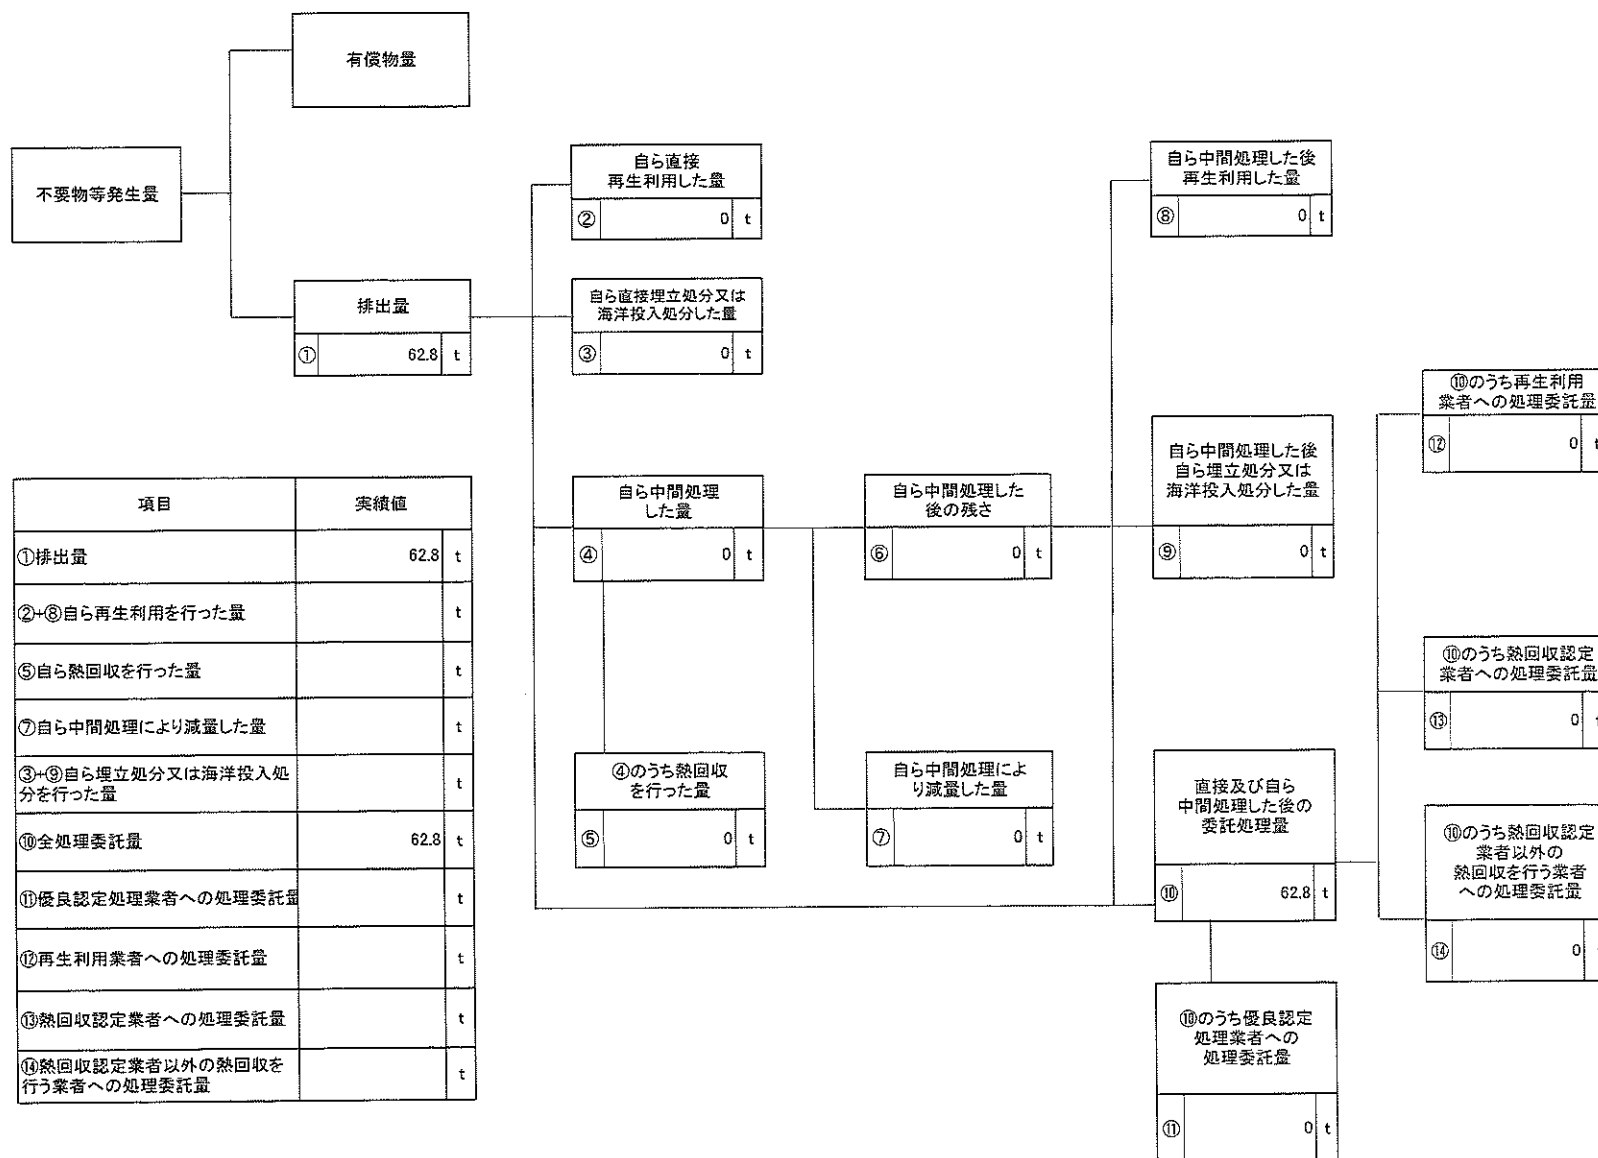 有償物量
不要物等発生量
排出量
① 62.8 t
自ら直接
再生利用した量
② 0 t
自ら直接埋立処分又は
海洋投入処分した量
③ 0 t
自ら中間処理
した量
④ 0 t
④のうち熱回収
を行った量
⑤ 0 t
自ら中間処理した
後の残さ
⑥ 0 t
自ら中間処理によ
り減量した量
⑦ 0 t
自ら中間処理した後
再生利用した量
⑧ 0 t
自ら中間処理した後
自ら埋立処分又は
海洋投入処分した量
⑨ 0 t
直接及び自ら
中間処理した後の
委託処理量
⑩ 62.8 t
⑩のうち優良認定
処理業者への
処理委託量
⑪ 0 t
⑩のうち再生利用
業者への処理委託量
⑫ 0 t
⑩のうち熱回収認定
業者への処理委託量
⑬ 0 t
⑩のうち熱回収認定
業者以外の
熱回収を行う業者
への処理委託量
⑭ 0
項目 実績値
①排出量 62.8 t
②+⑧自ら再生利用を行った量 t
⑤自ら熱回収を行った量 t
⑦自ら中間処理により減量した量 t
③+⑨自ら埋立処分又は海洋投入処
分を行った量 t
⑩全処理委託量 62.8 t
⑪優良認定処理業者への処理委託量 t
⑫再生利用業者への処理委託量 t
⑬熱回収認定業者への処理委託量 t
⑭熱回収認定業者以外の熱回収を
行う業者への処理委託量 t